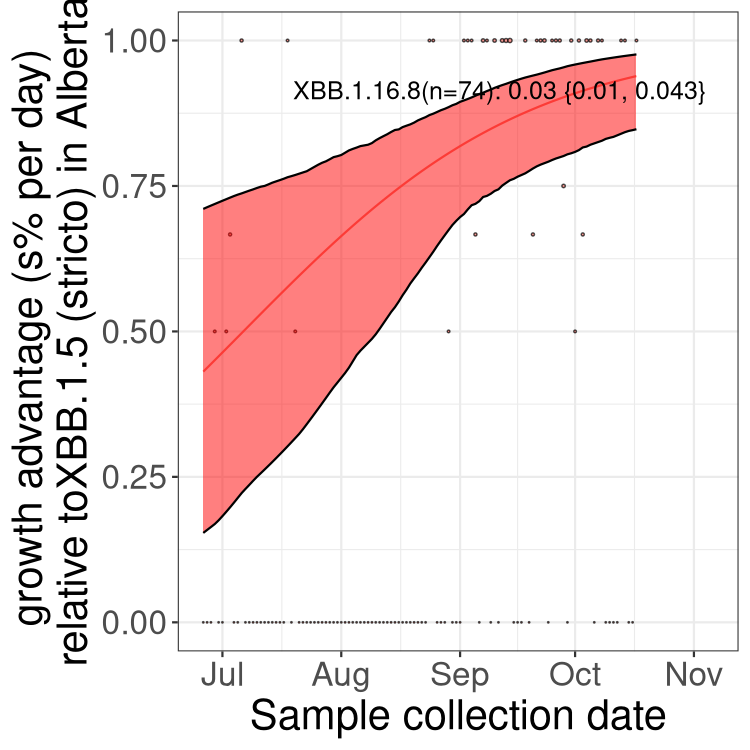 growth advantage (s% per day)
relative toXBB.1.5 (stricto) in Alberta
1.00
0.75
0.50
0.25
0.00
XBB.1.16.8(n=74): 0.03 {0.01, 0.043}
Jul
Aug
Sep
Oct
Nov
Sample collection date